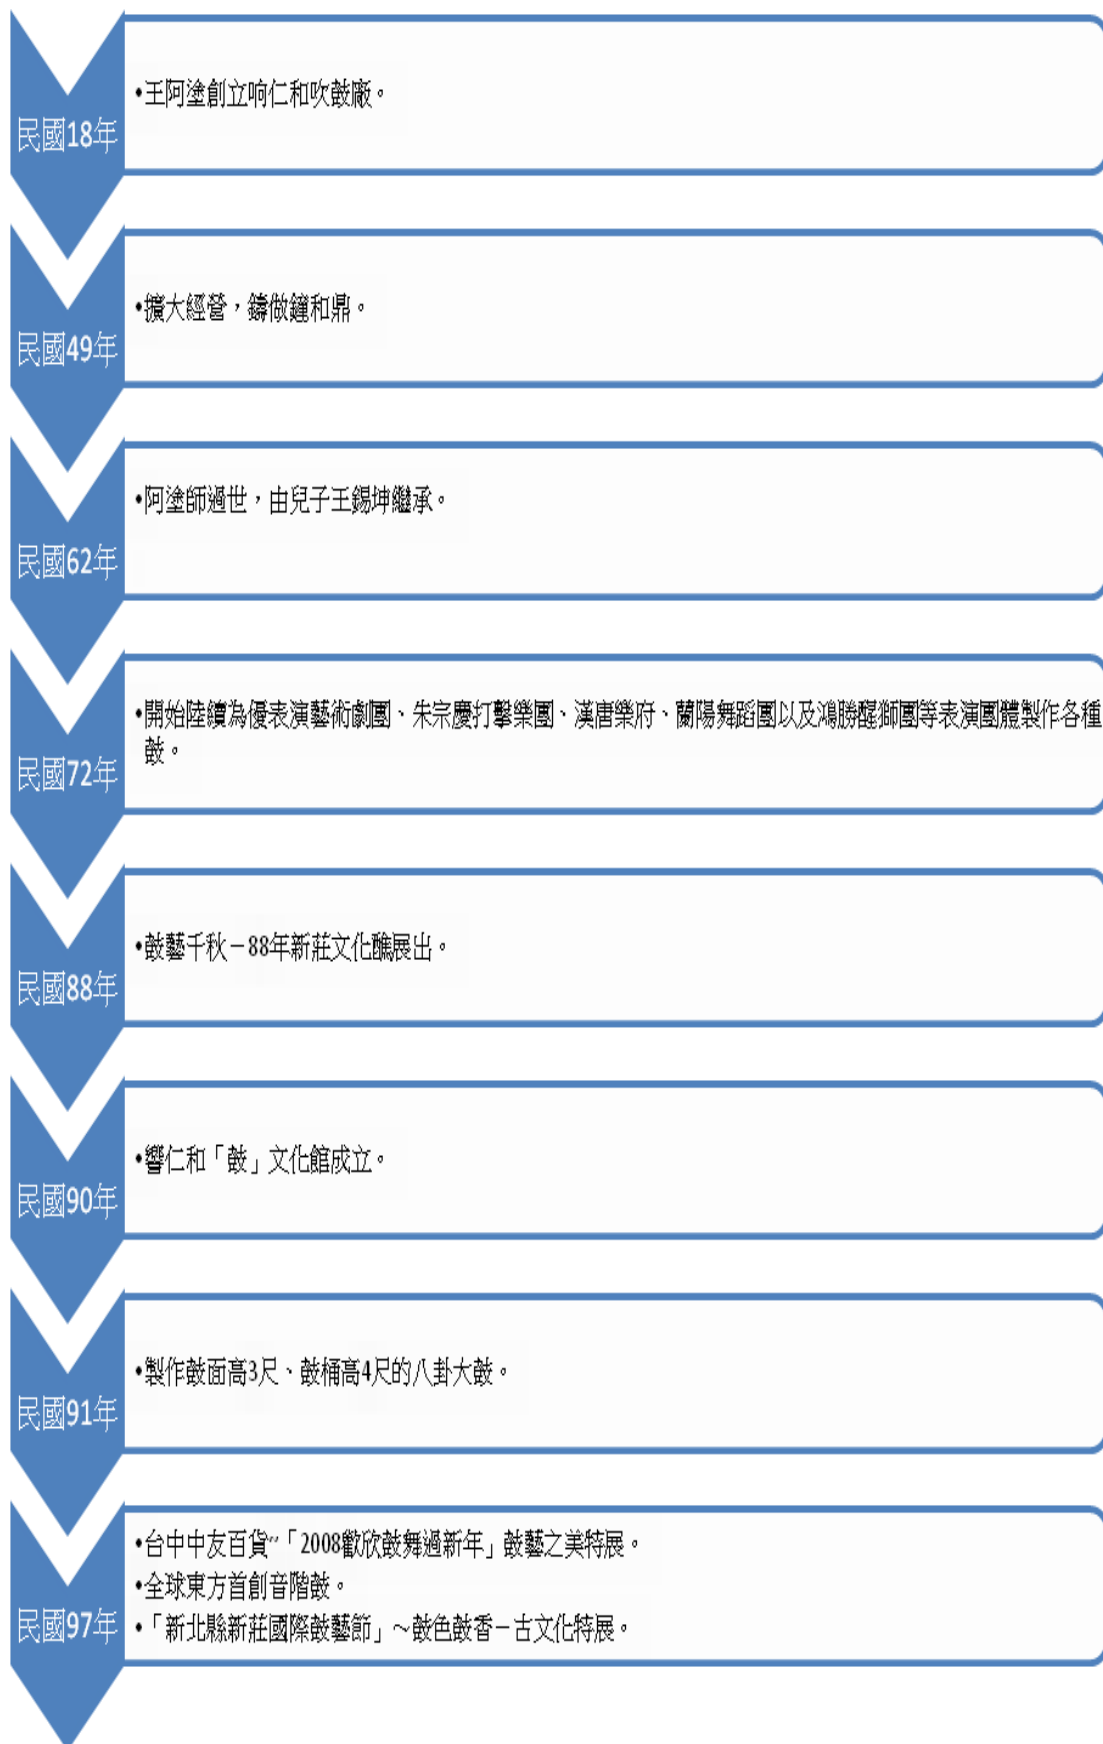 民國18年
•王阿塗創立响仁和吹鼓廠。
民國49年
•擴大經營，鑄做鐘和鼎。
民國62年
•阿塗師過世，由兒子王錫坤繼承。
民國72年
•開始陸續為優表演藝術劇團、朱宗慶打擊樂團、漢唐樂府、蘭陽舞蹈團以及鴻勝醒獅團等表演團體製作各種
鼓。
民國88年
•鼓藝千秋－88年新莊文化醮展出。
民國90年
•響仁和「鼓」文化館成立。
民國91年
•製作鼓面高3尺、鼓桶高4尺的八卦大鼓。
民國97年
•台中中友百貨~「2008歡欣鼓舞過新年」鼓藝之美特展。
•全球東方首創音階鼓。
•「新北縣新莊國際鼓藝節」～鼓色鼓香－古文化特展。